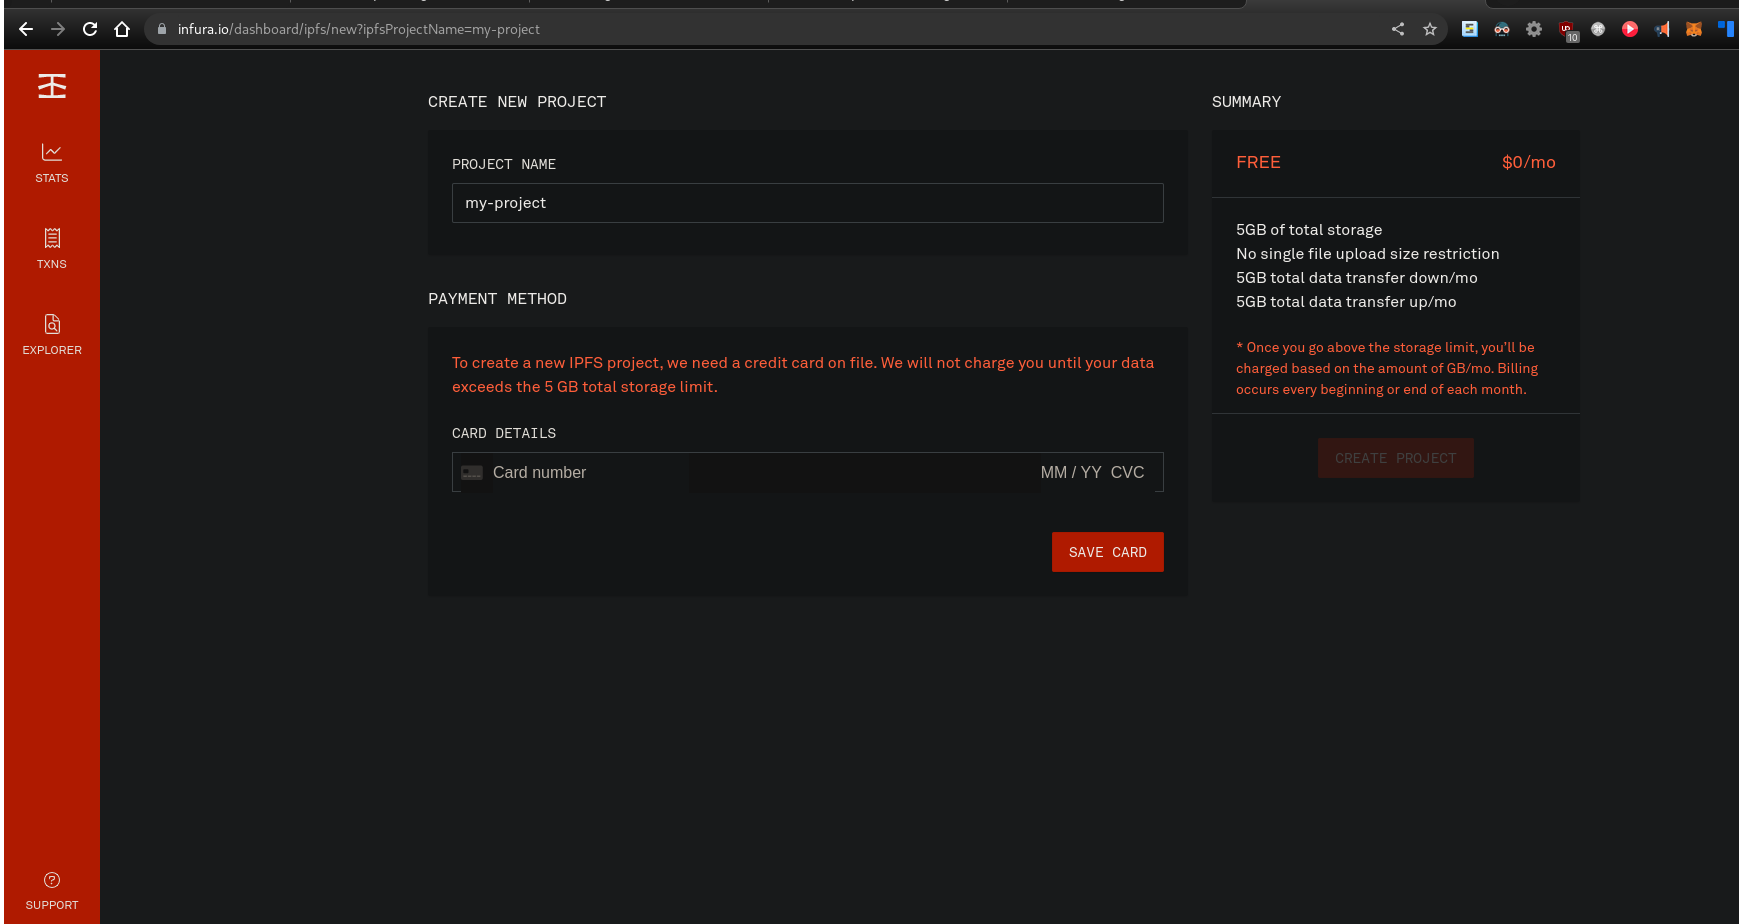 infura.io/dashboard/ipfs/new?ipfsProjectName=my-project
10
STATS
TXNS
EXPLORER
SUPPORT
CREATE NEW PROJECT
PROJECT NAME
my-project
PAYMENT METHOD
To create a new IPFS project, we need a credit card on file. We will not charge you until your data
exceeds the 5 GB total storage limit.
CARD DETAILS
Card number MM / YY CVC
SAVE CARD
SUMMARY
FREE $0/mo
5GB of total storage
No single file upload size restriction
5GB total data transfer down/mo
5GB total data transfer up/mo
* Once you go above the storage limit, you’ll be
charged based on the amount of GB/mo. Billing
occurs every beginning or end of each month.
CREATE PROJECT